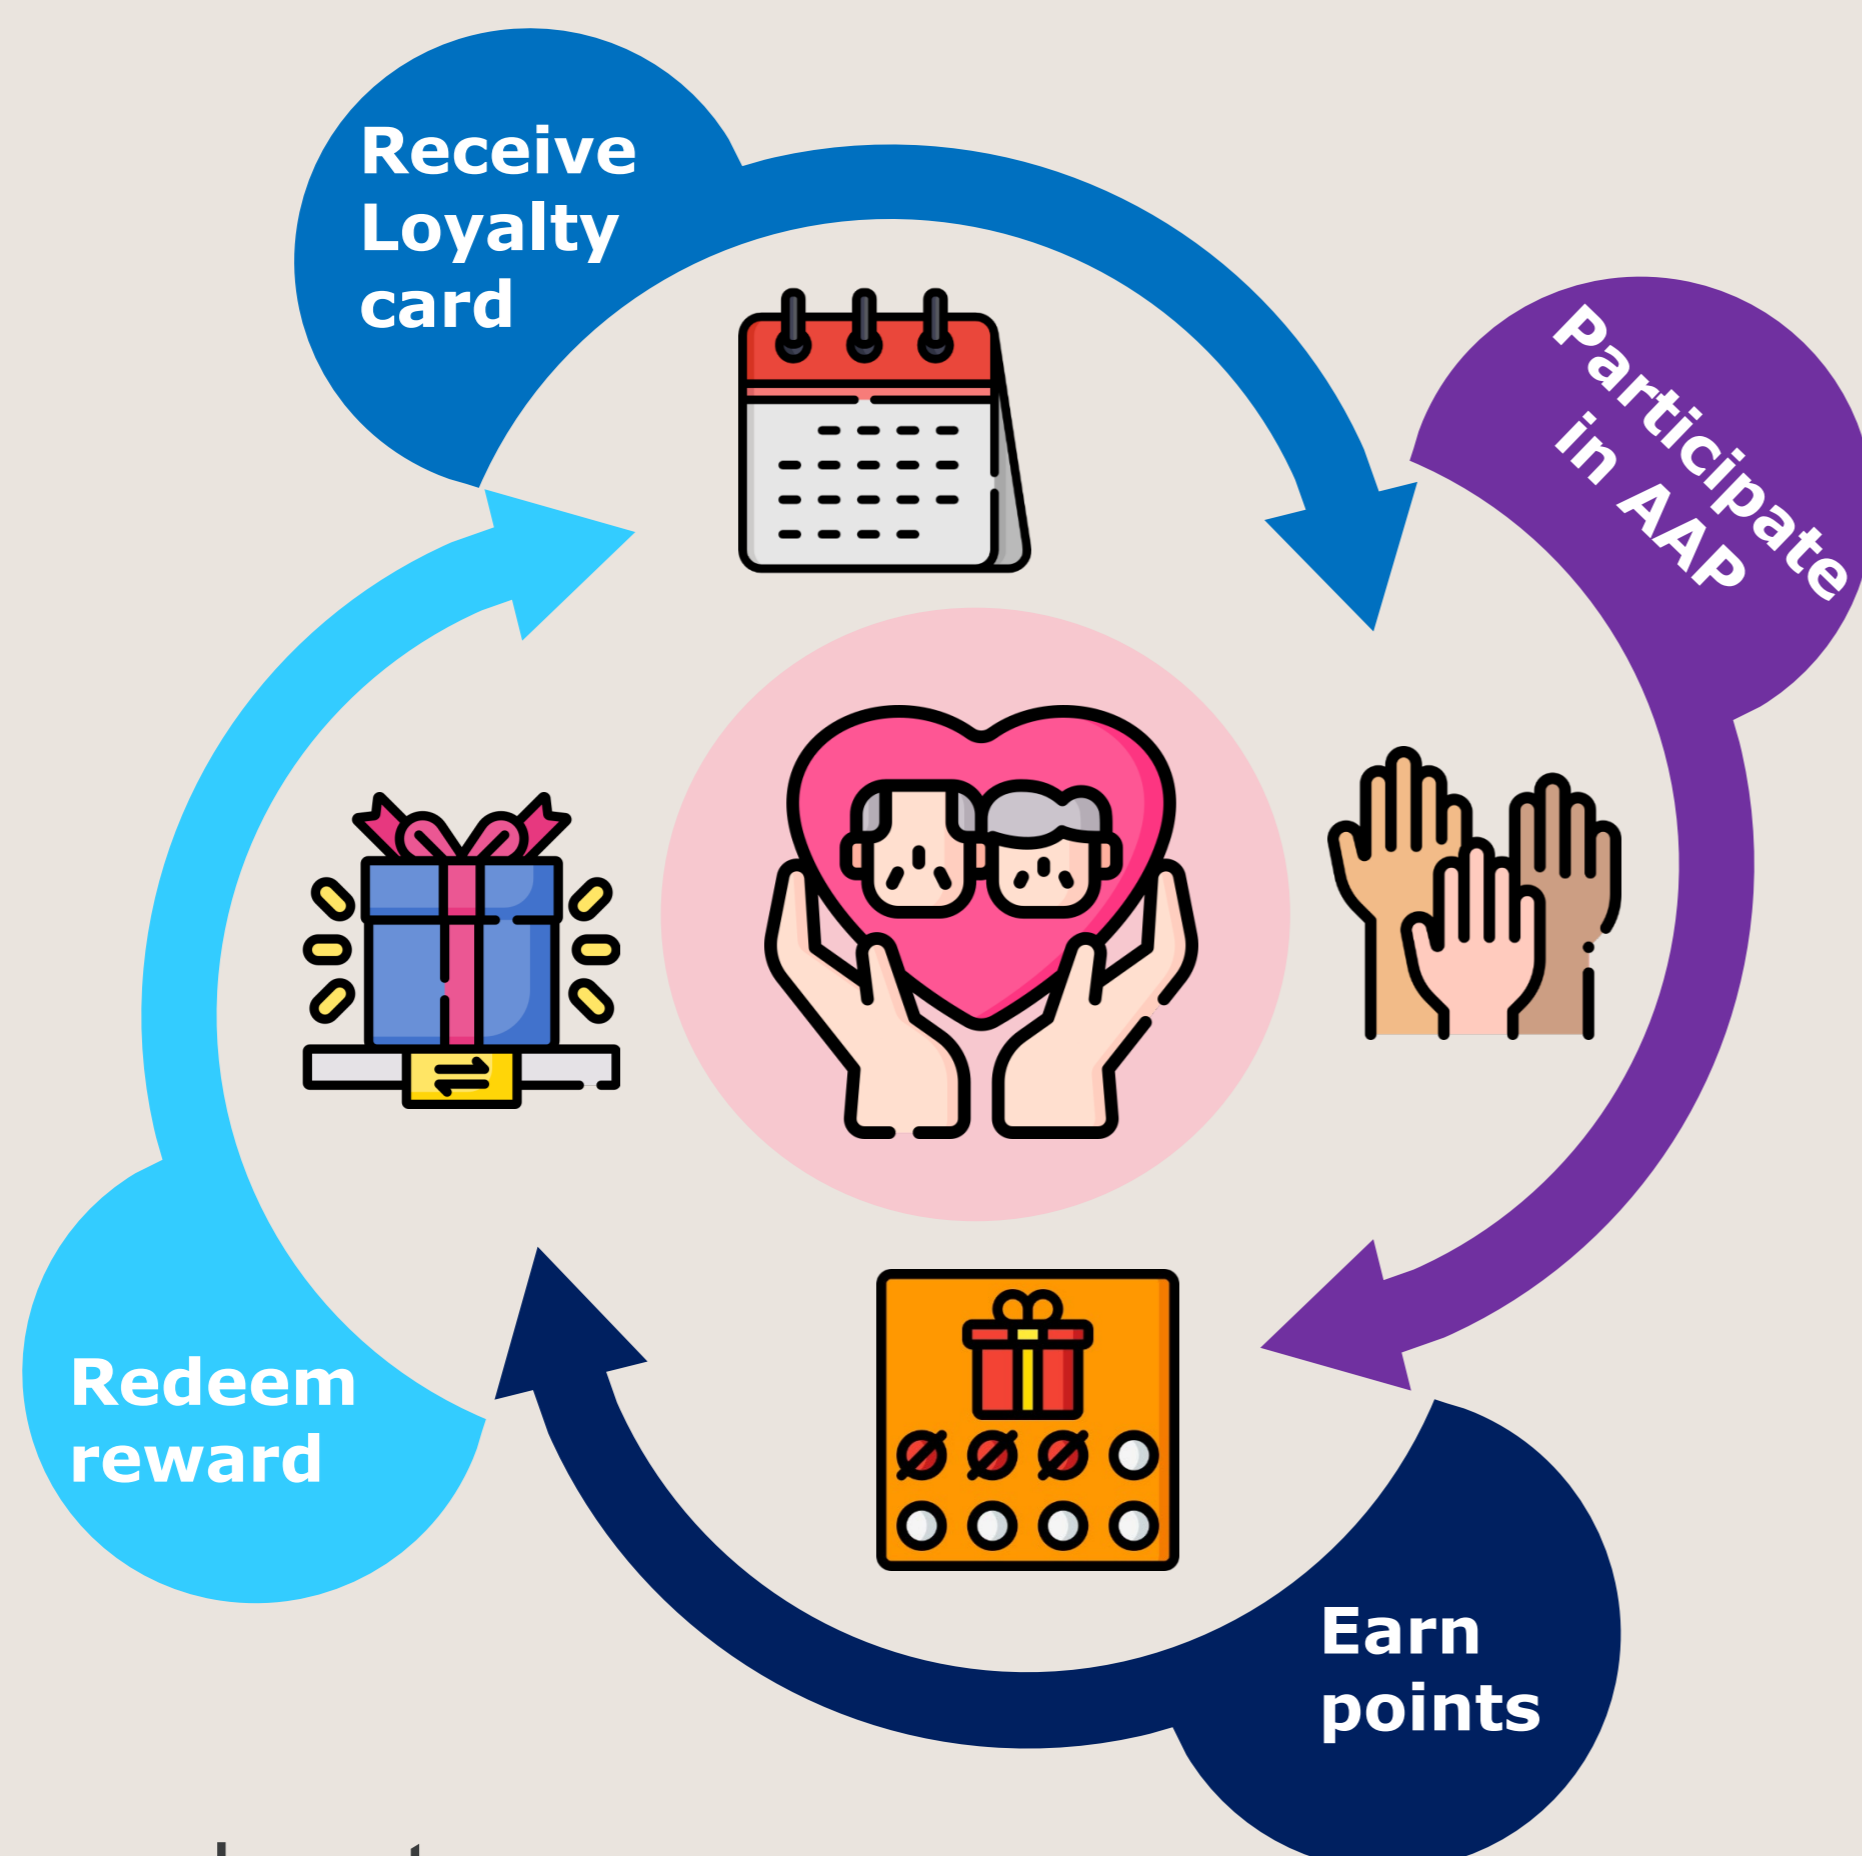 Receive
Loyalty
card
Participate
in AAP
Earn
points
Redeem
reward